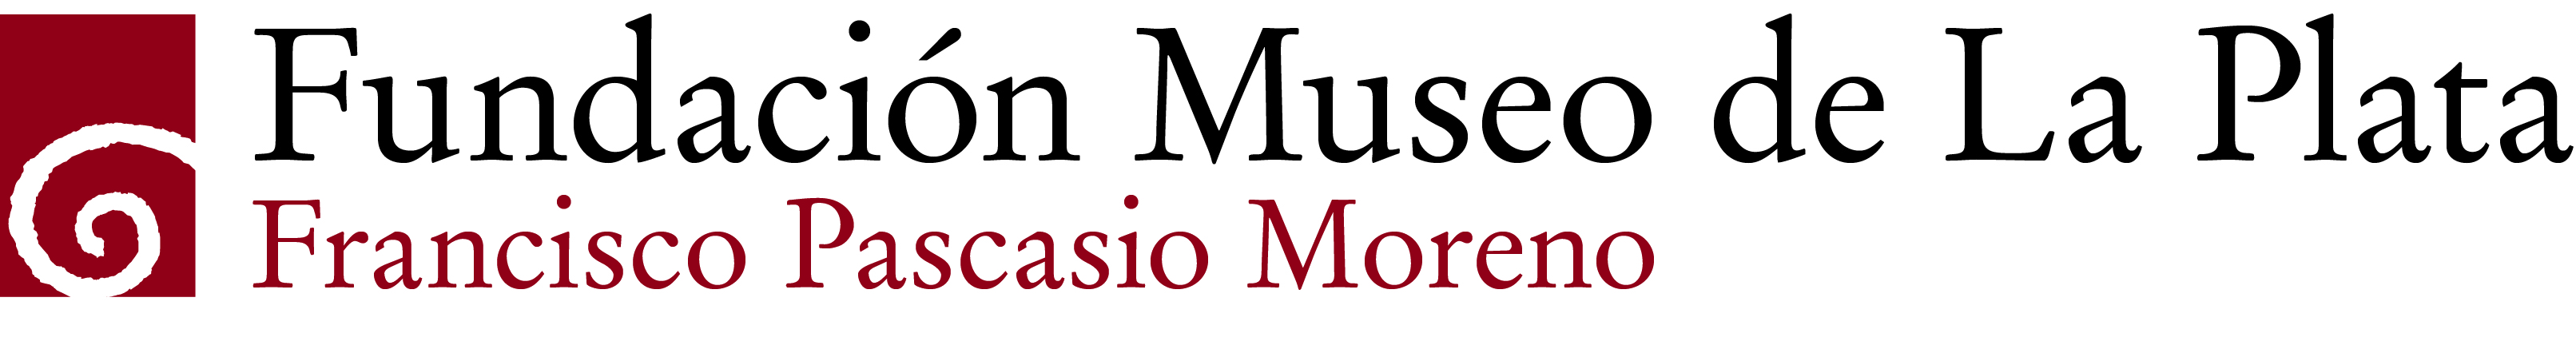 Fundación Museo de La Plata
Francisco Pascasio Moreno